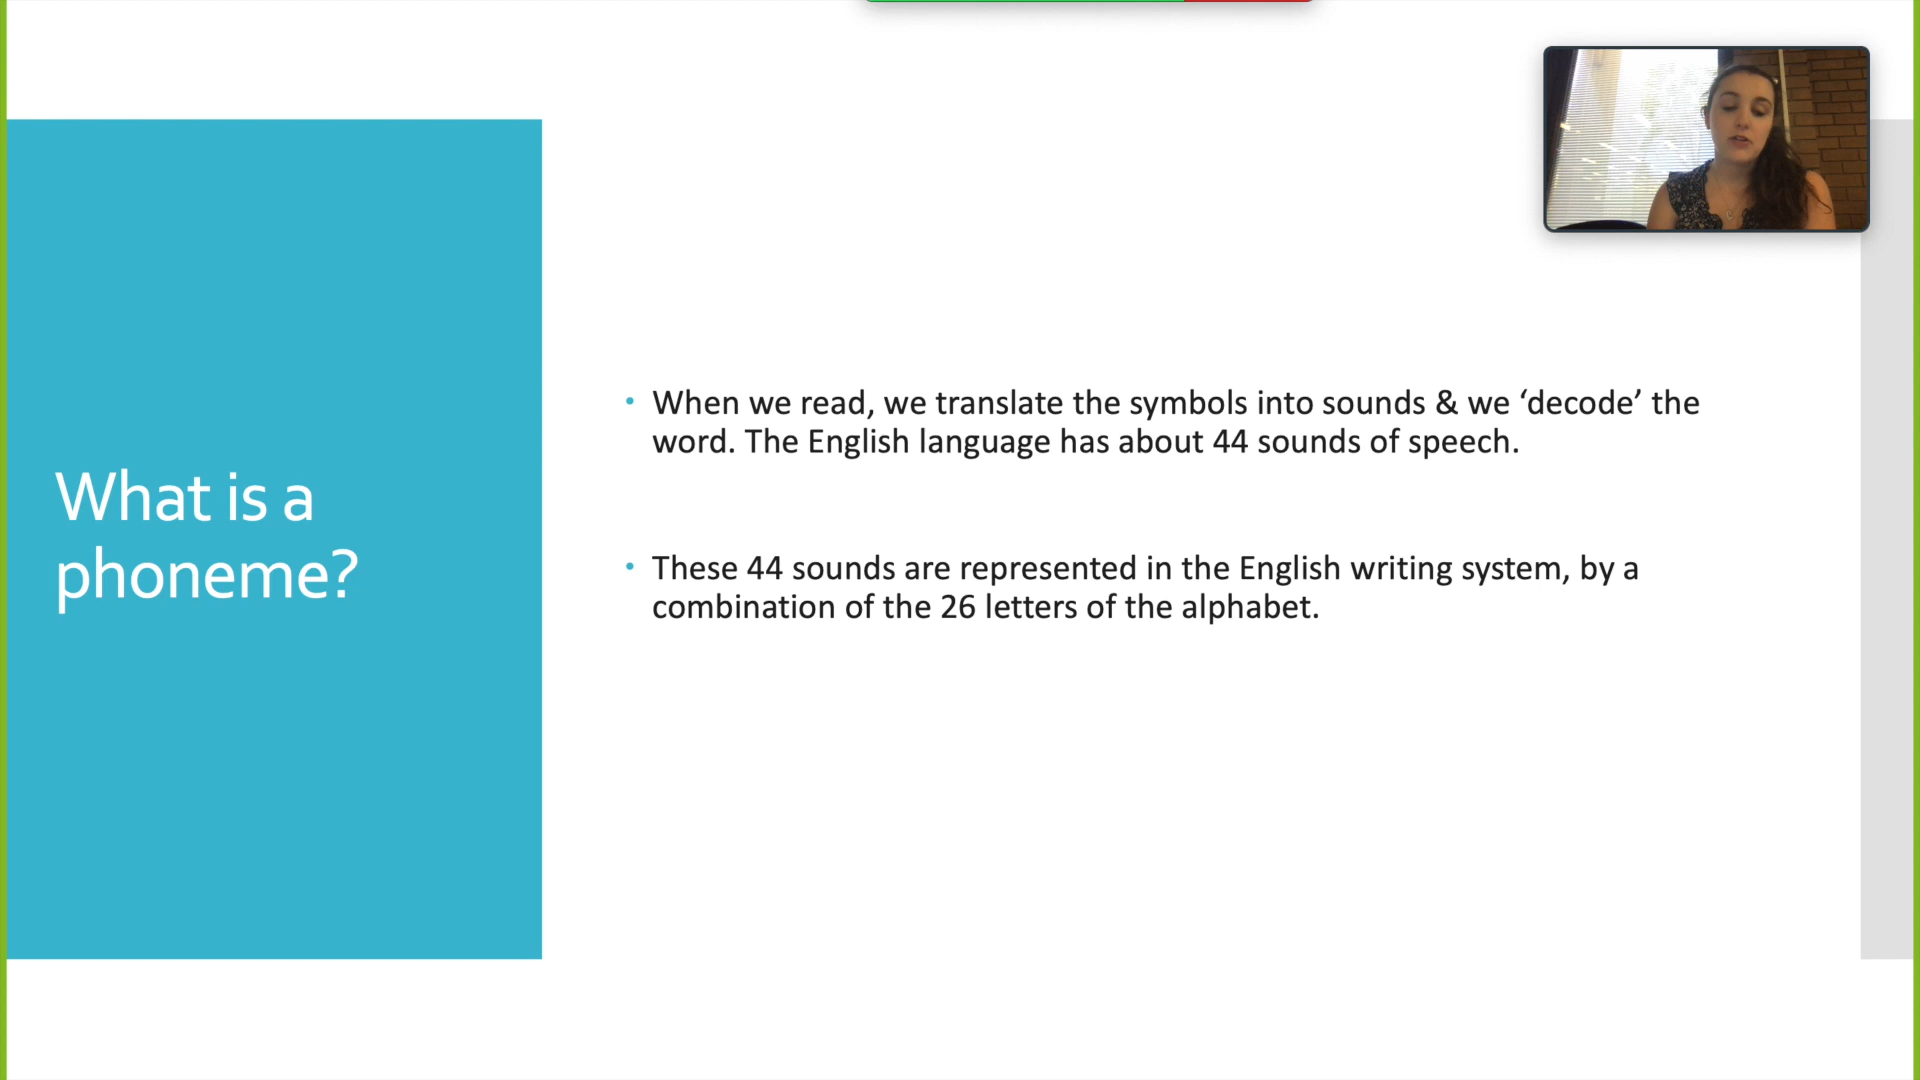 What is a
phoneme?
• When we read, we translate the symbols into sounds & we ‘decode’ the
word. The English language has about 44 sounds of speech.
• These 44 sounds are represented in the English writing system, by a
combination of the 26 letters of the alphabet.